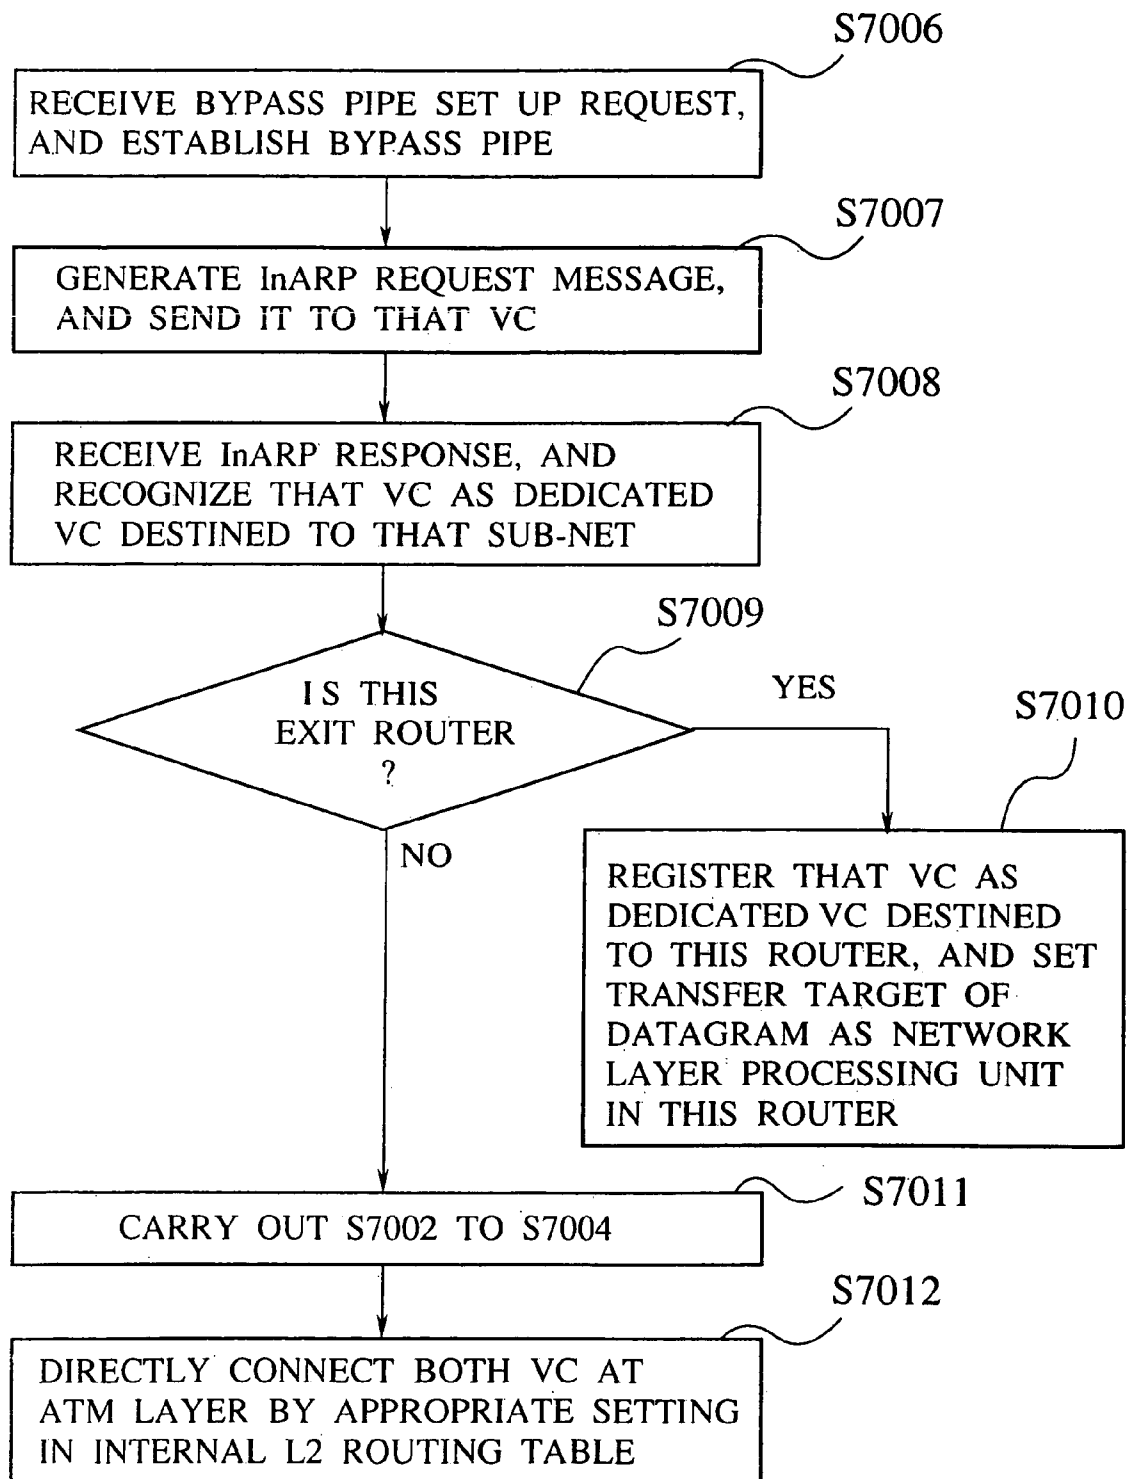 S7006
RECEIVE BYPASS PIPE SET UP REQUEST,
AND ESTABLISH BYPASS PIPE
S7007
GENERATE InARP REQUEST MESSAGE,
AND SEND IT TO THAT VC
S7008
RECEIVE InARP RESPONSE, AND
RECOGNIZE THAT VC AS DEDICATED
VC DESTINED TO THAT SUB-NET
S7009
IS THIS
EXIT ROUTER
?
YES
S7010
NO
REGISTER THAT VC AS
DEDICATED VC DESTINED
TO THIS ROUTER, AND SET
TRANSFER TARGET OF
DATAGRAM AS NETWORK
LAYER PROCESSING UNIT
IN THIS ROUTER
S7011
CARRY OUT S7002 TO S7004
S7012
DIRECTLY CONNECT BOTH VC AT
ATM LAYER BY APPROPRIATE SETTING
IN INTERNAL L2 ROUTING TABLE